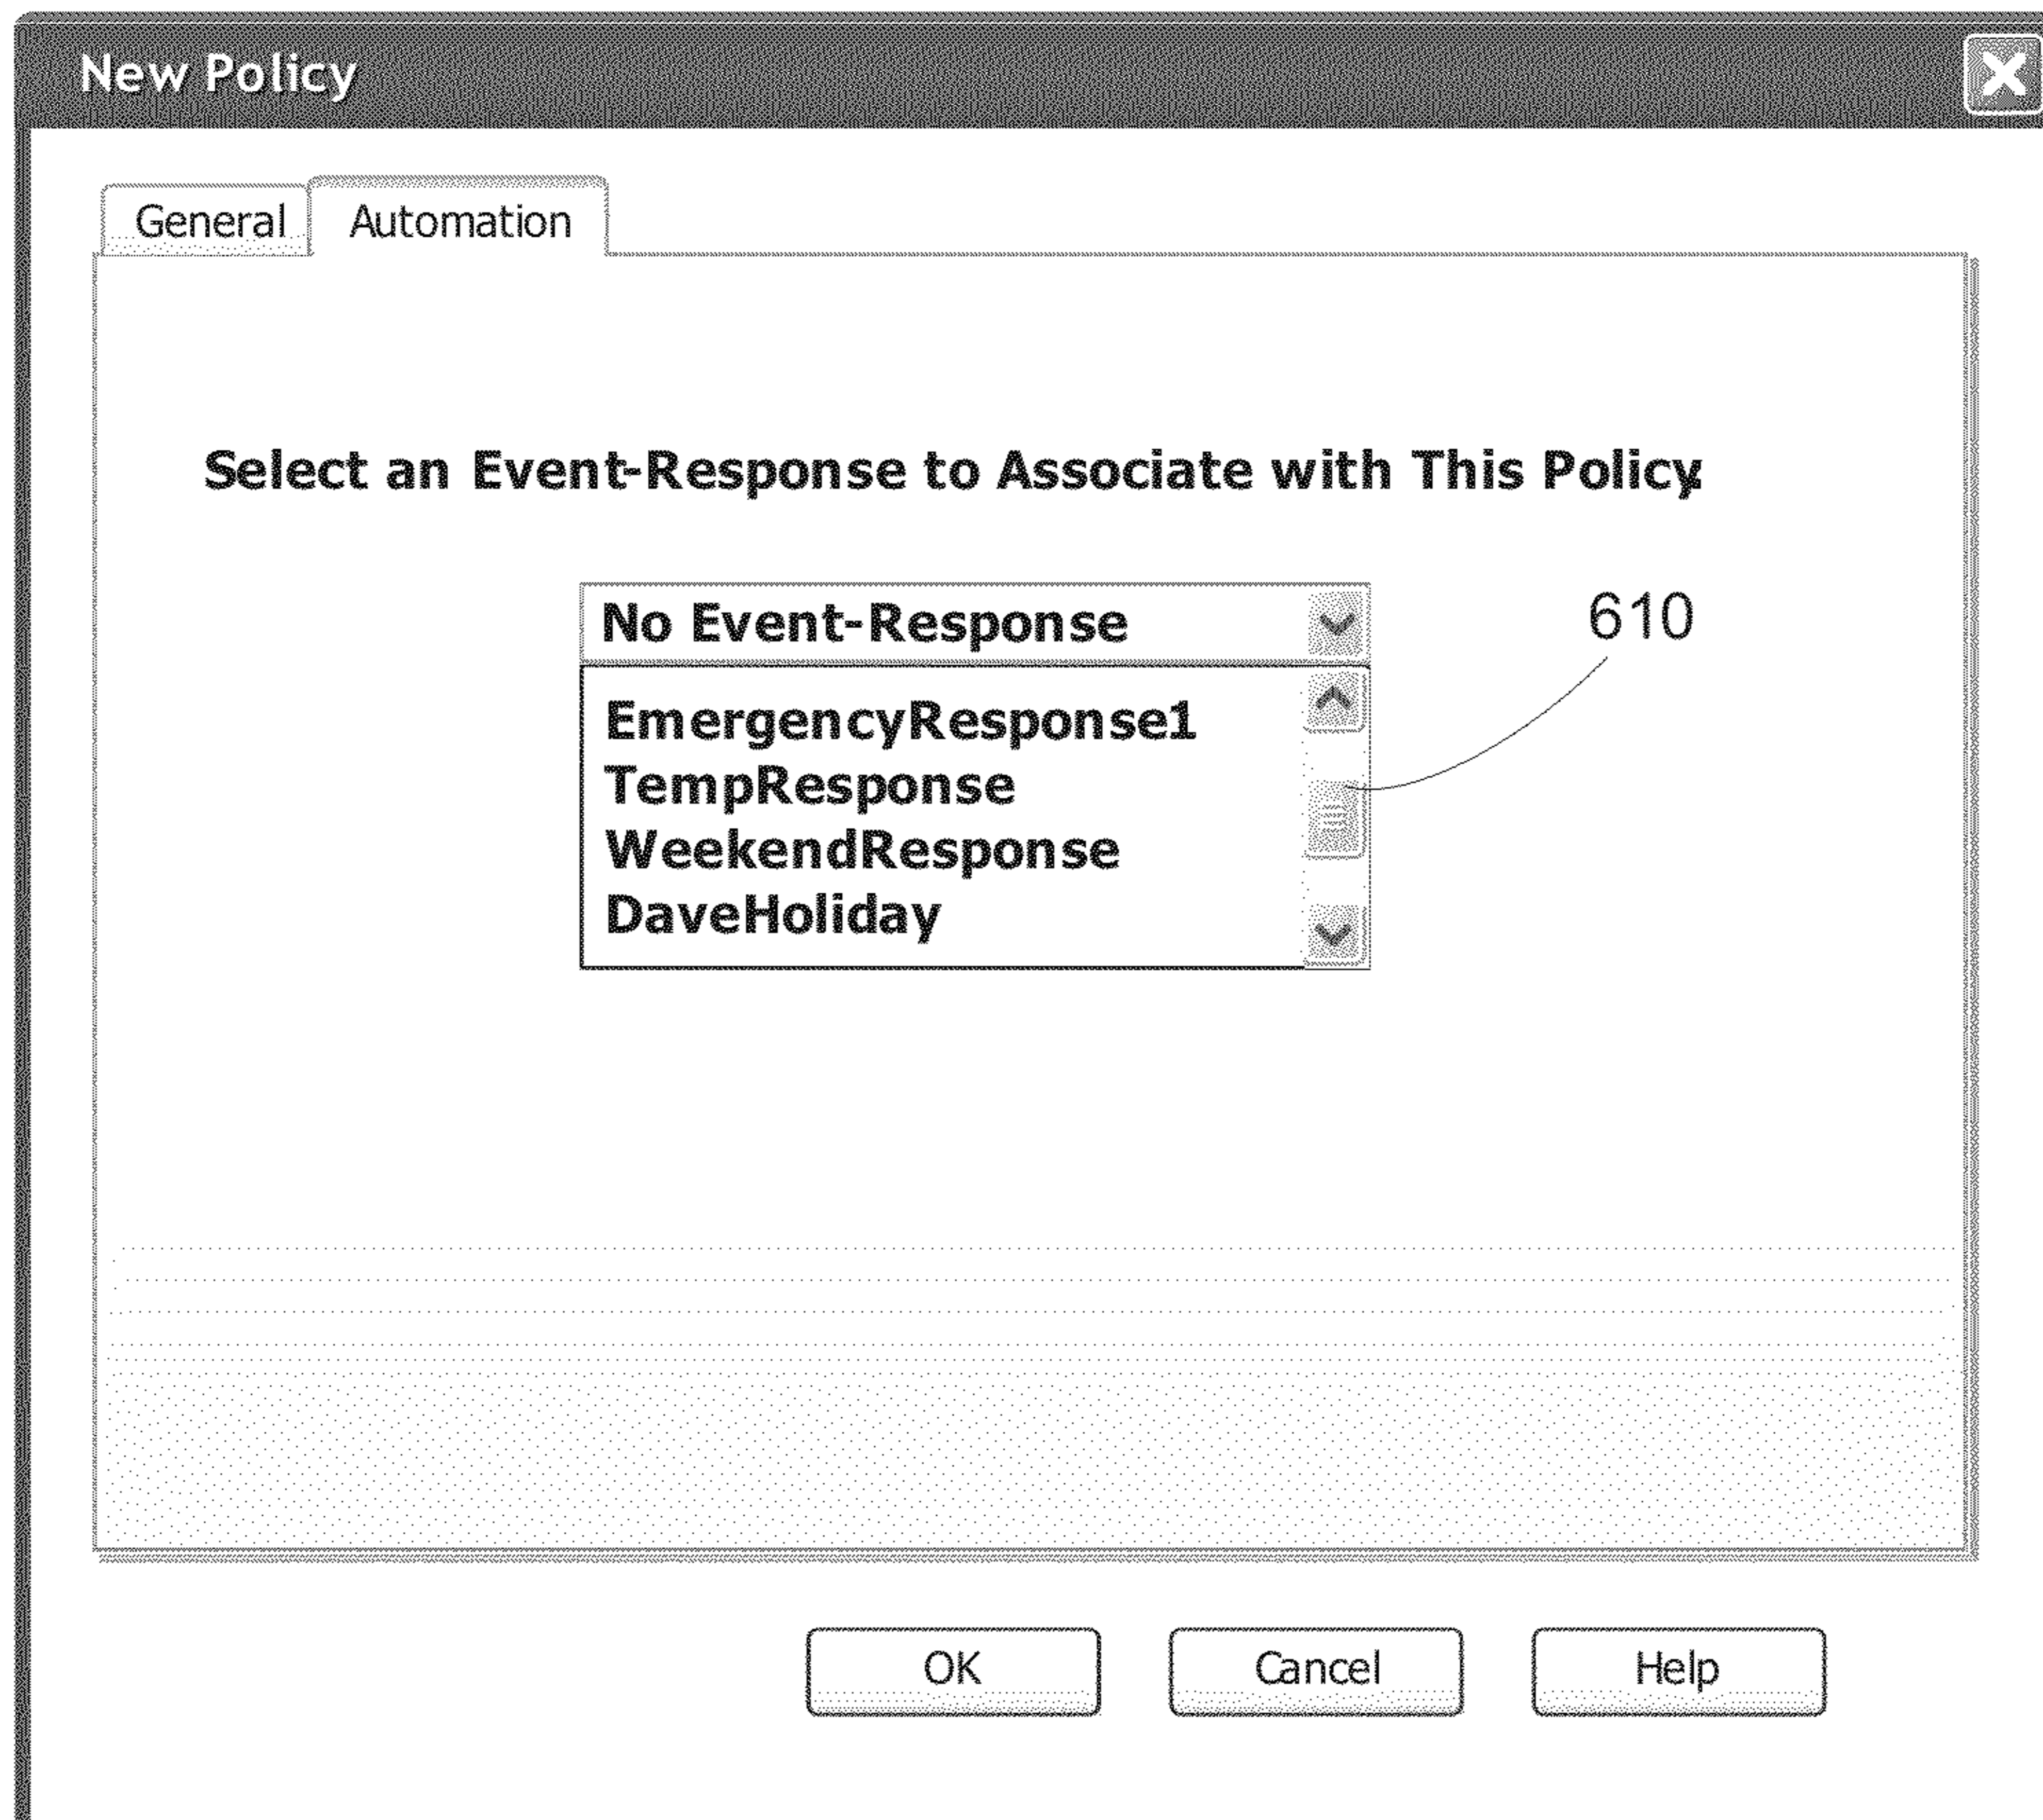 New Policy
General Automation
Select an Event-Response to Associate with This Policy.
No Event-Response
610
EmergencyResponse1
TempResponse
WeekendResponse
DaveHoliday
OK Cancel Help